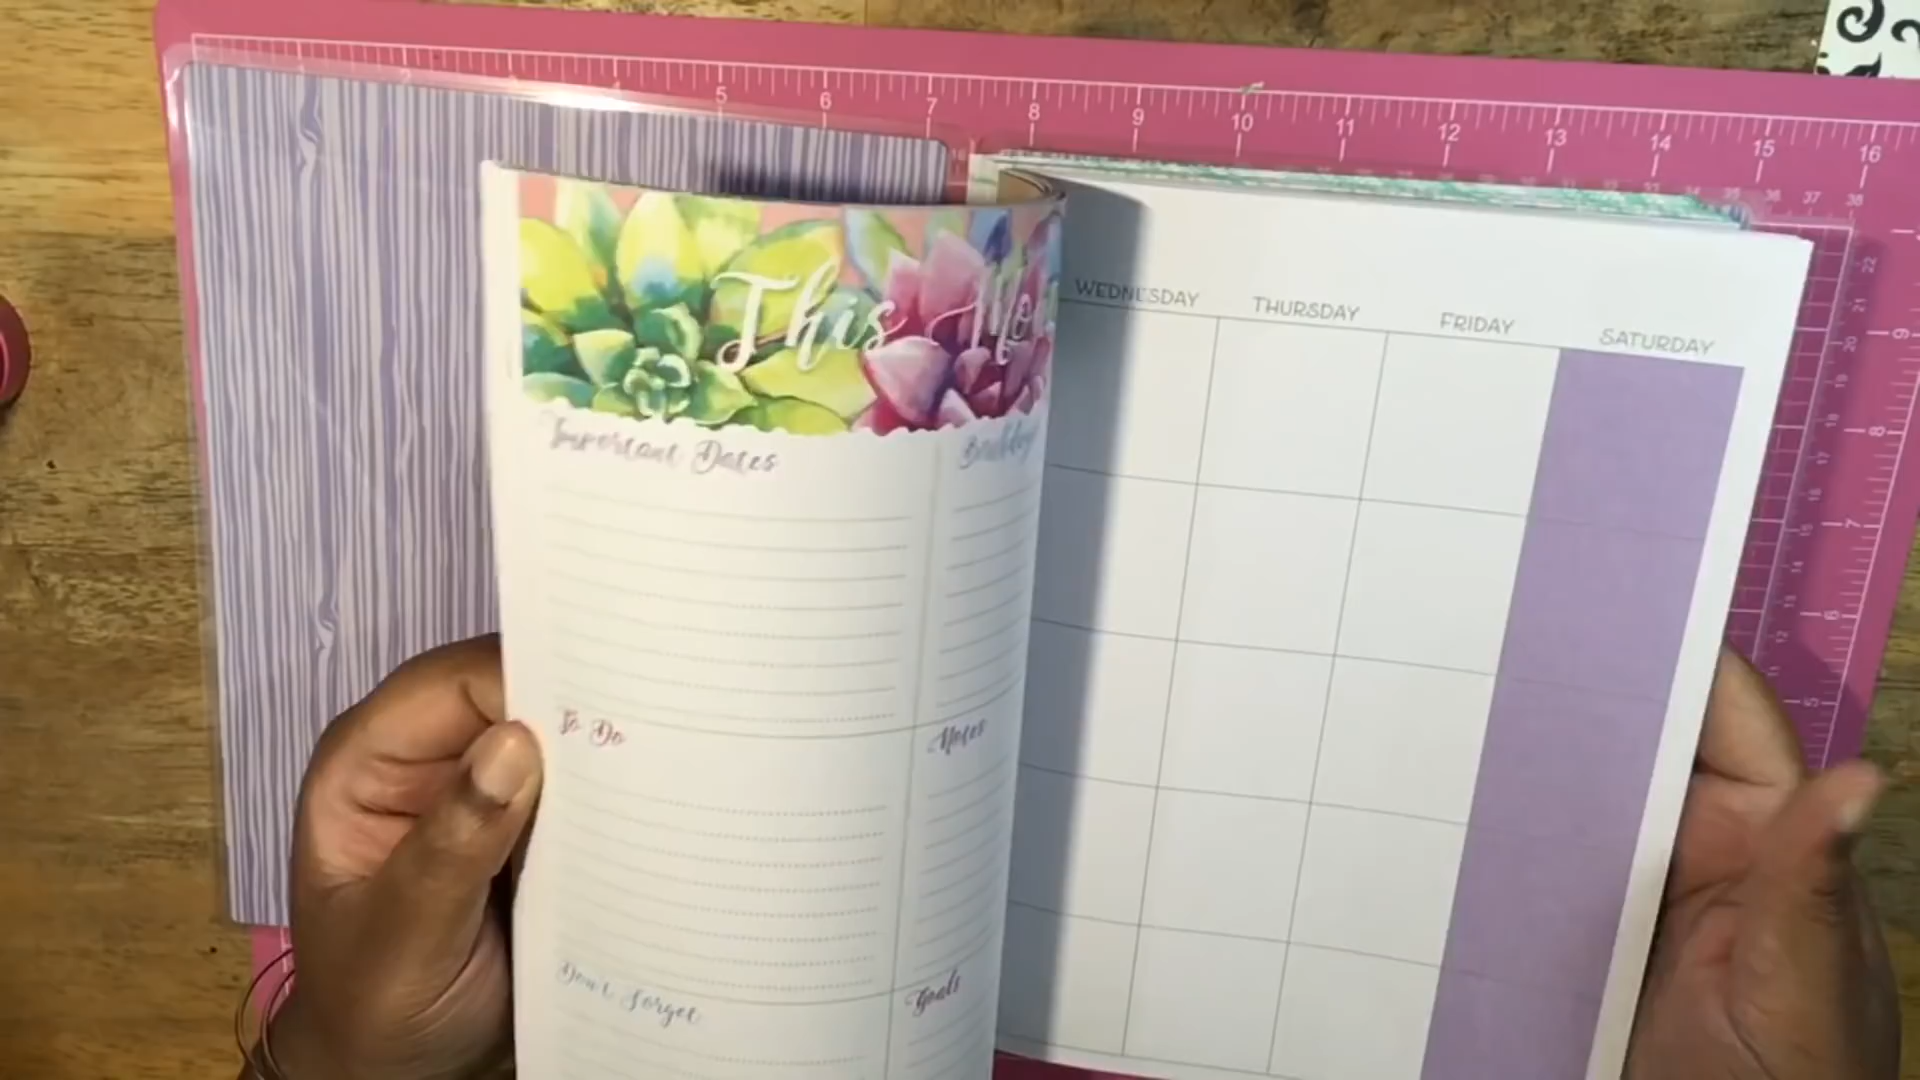 5 6 7 8 9 10 11 12 13 14 15 16
This Mo
WEDNESDAY THURSDAY FRIDAY SATURDAY
Important Dates
Birthday
To Do
Notes
Don't Forget
Goals